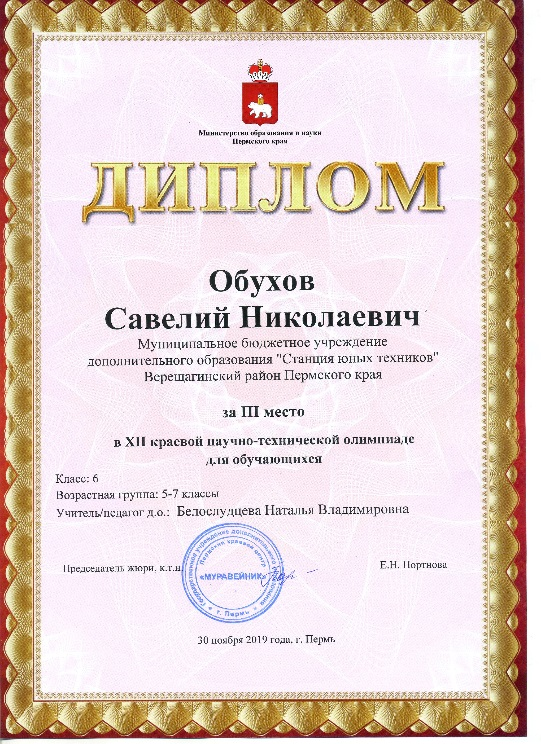 Министерство образования и науки
Пермского края
ДИПЛОМ
Обухов
Савелий Николаевич
Муниципальное бюджетное учреждение
дополнительного образования "Станция юных техников"
Верещагинский район Пермского края
за III место
в XII краевой научно-технической олимпиаде
для обучающихся
Класс: 6
Возрастная группа: 5-7 классы
Учитель/педагог д.о.: Белослудцева Наталья Владимировна
Председатель жюри, к.т.н.
Е.Н. Портнова
«МУРАВЕЙНИК»
г. Пермь
30 ноября 2019 года, г. Пермь